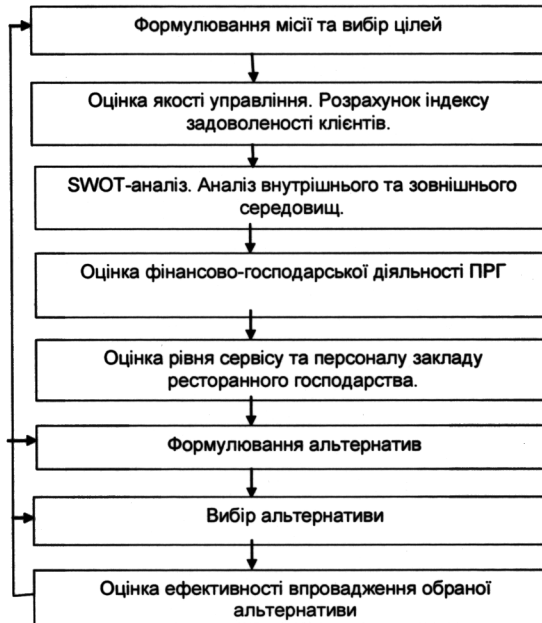 Формулювання місії та вибір цілей
Оцінка якості управління. Розрахунок індексу
задоволеності клієнтів.
SWOT-аналіз. Аналіз внутрішнього та зовнішнього
середовищ.
Оцінка фінансово-господарської діяльності ПРГ
Оцінка рівня сервісу та персоналу закладу
ресторанного господарства.
Формулювання альтернатив
Вибір альтернативи
Оцінка ефективності впровадження обраної
альтернативи